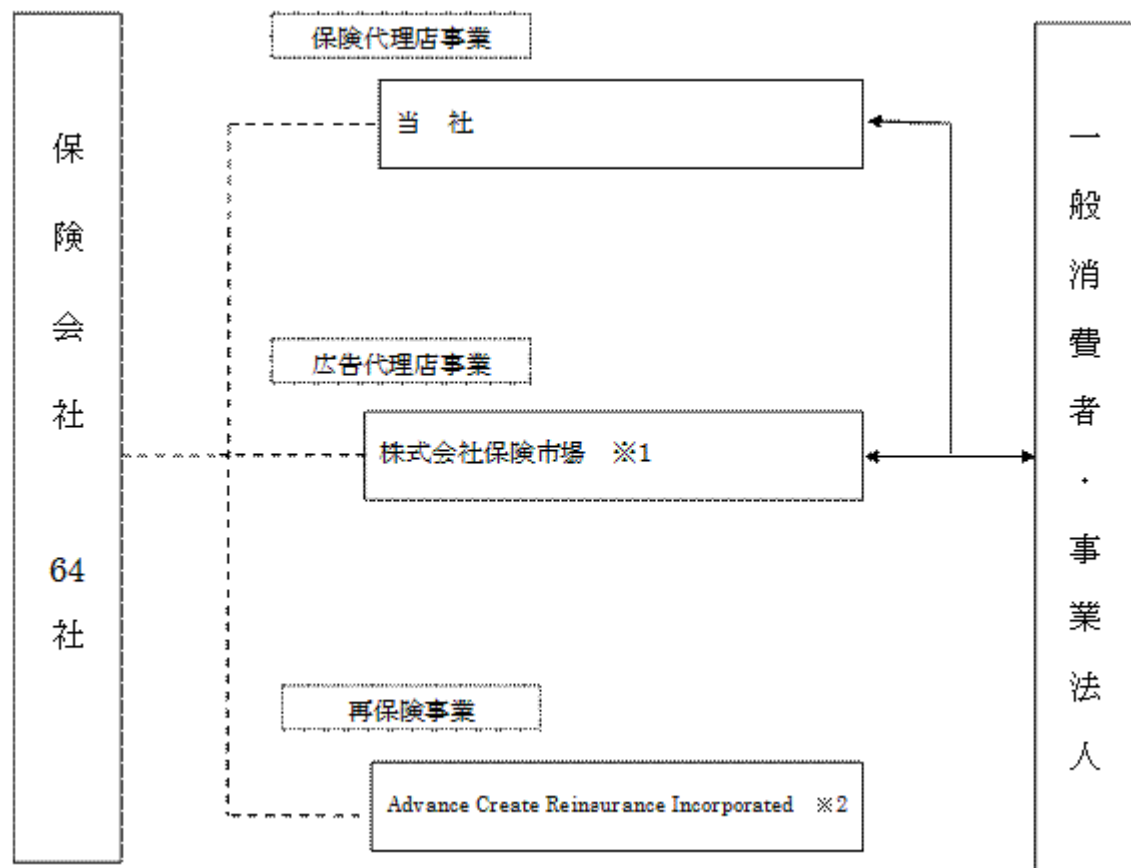 保険会社 64社
保険代理店事業
当 社
広告代理店事業
株式会社保険市場 ※1
再保険事業
Advance Create Reinsurance Incorporated ※2
一般消費者・事業法人